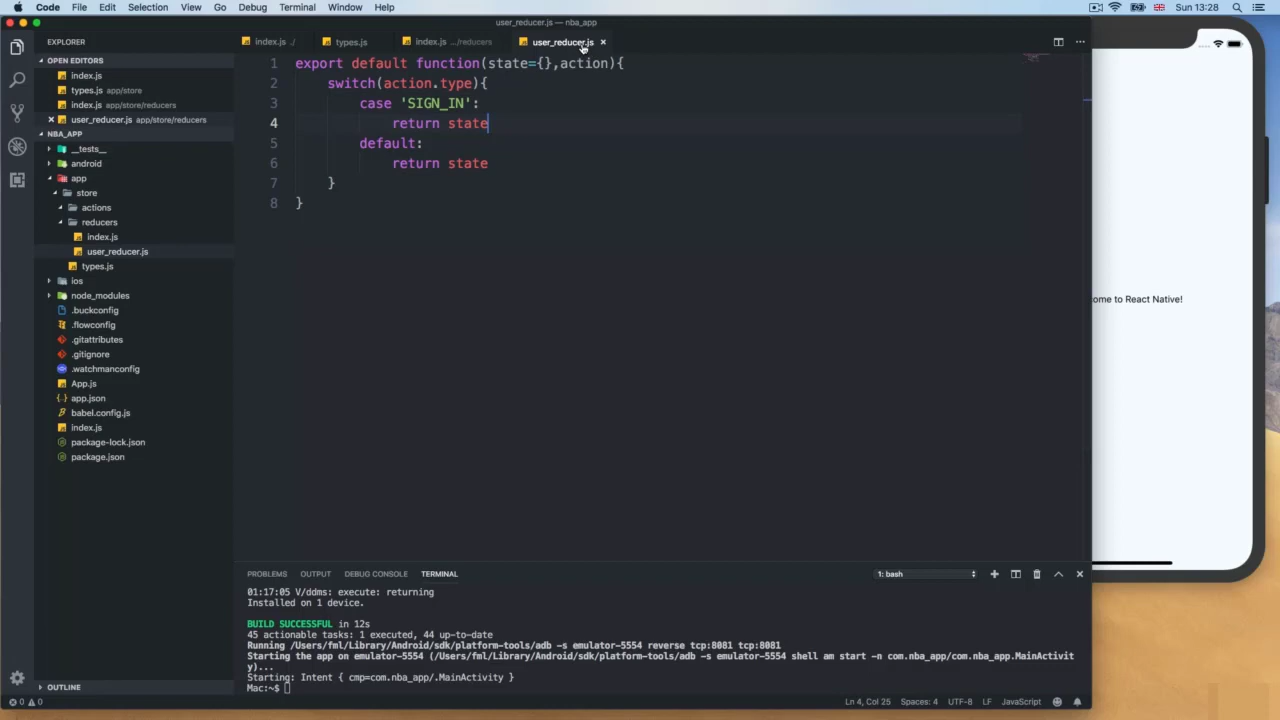 Code File Edit Selection View Go Debug Terminal Window Help Sun 13:28
user_reducer.js — nba_app
EXPLORER
OPEN EDITORS
index.js
types.js app/store
index.js app/store/reducers
user_reducer.js app/store/reducers
NBA_APP
__tests__
android
app
store
actions
reducers
index.js
user_reducer.js
types.js
ios
node_modules
.buckconfig
.flowconfig
.gitattributes
.gitignore
.watchmanconfig
App.js
app.json
babel.config.js
index.js
package-lock.json
package.json
OUTLINE
index.js ./ types.js index.js .../reducers user_reducer.js
1 export default function(state={},action){
2 switch(action.type){
3 case 'SIGN_IN':
4 return state
5 default:
6 return state
7 }
8 }
PROBLEMS OUTPUT DEBUG CONSOLE TERMINAL 1: bash
01:17:05 V/ddms: execute: returning
Installed on 1 device.
BUILD SUCCESSFUL in 12s
45 actionable tasks: 1 executed, 44 up-to-date
Running /Users/fml/Library/Android/sdk/platform-tools/adb -s emulator-5554 reverse tcp:8081 tcp:8081
Starting the app on emulator-5554 (/Users/fml/Library/Android/sdk/platform-tools/adb -s emulator-5554 shell am start -n com.nba_app/com.nba_app.MainActivit
y)...
Starting: Intent { cmp=com.nba_app/.MainActivity }
Mac:~$
0 0 Ln 4, Col 25 Spaces: 4 UTF-8 LF JavaScript
ome to React Native!